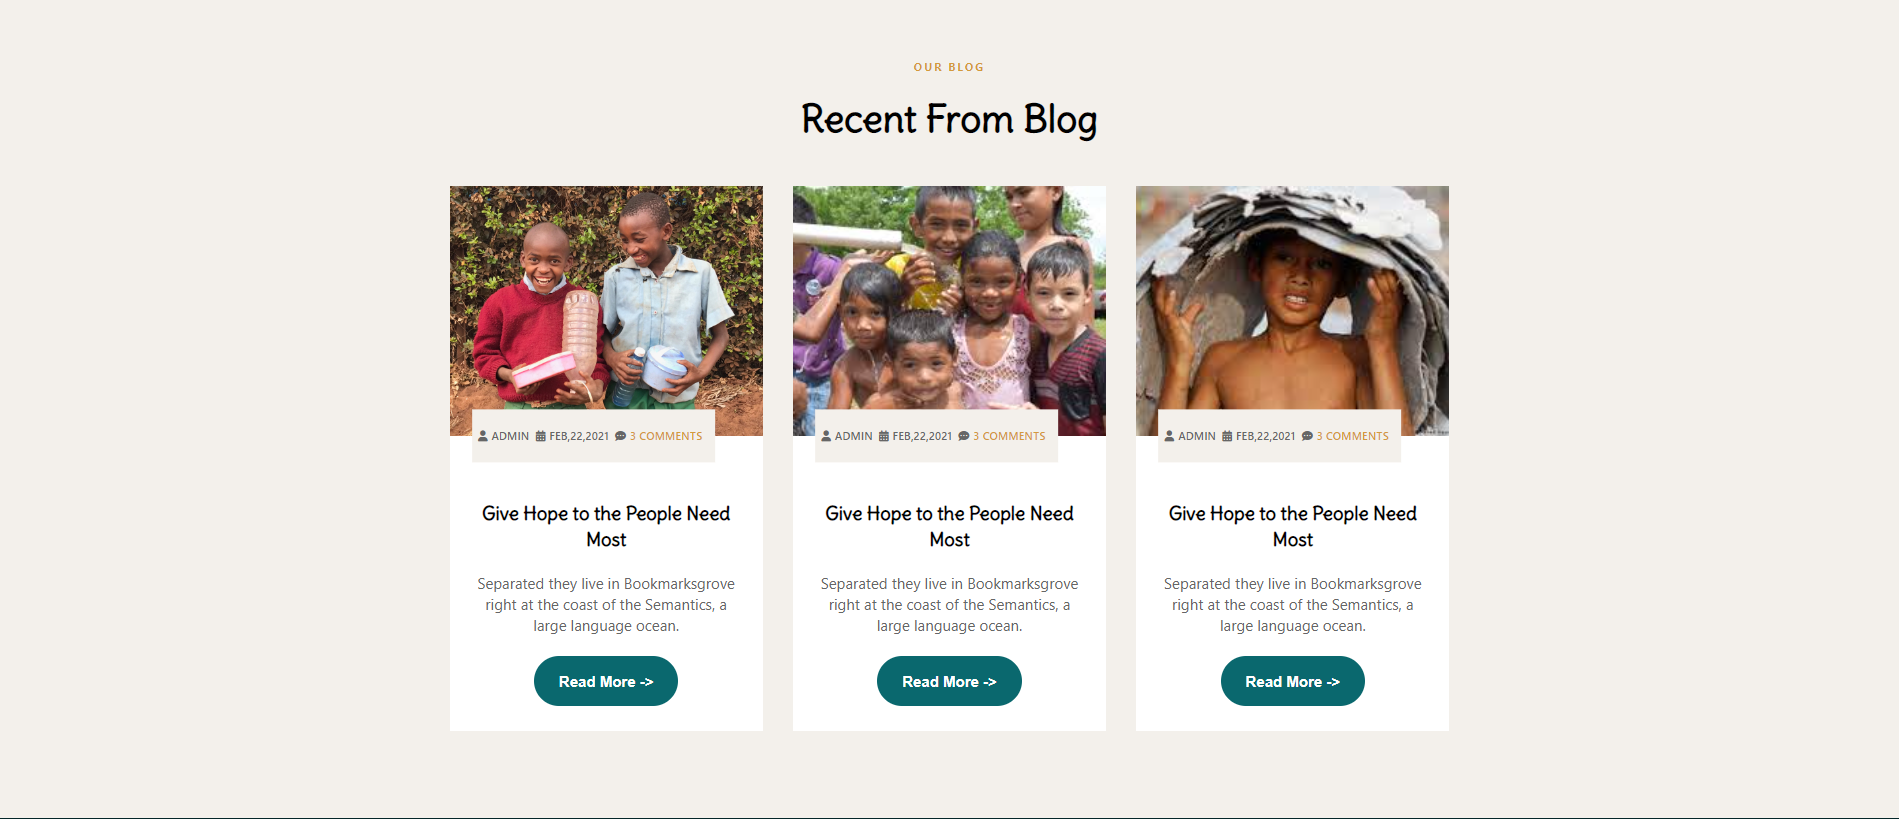 OUR BLOG
Recent From Blog
ADMIN FEB,22,2021 3 COMMENTS
Give Hope to the People Need
Most
Separated they live in Bookmarksgrove
right at the coast of the Semantics, a
large language ocean.
Read More ->
ADMIN FEB,22,2021 3 COMMENTS
Give Hope to the People Need
Most
Separated they live in Bookmarksgrove
right at the coast of the Semantics, a
large language ocean.
Read More ->
ADMIN FEB,22,2021 3 COMMENTS
Give Hope to the People Need
Most
Separated they live in Bookmarksgrove
right at the coast of the Semantics, a
large language ocean.
Read More ->